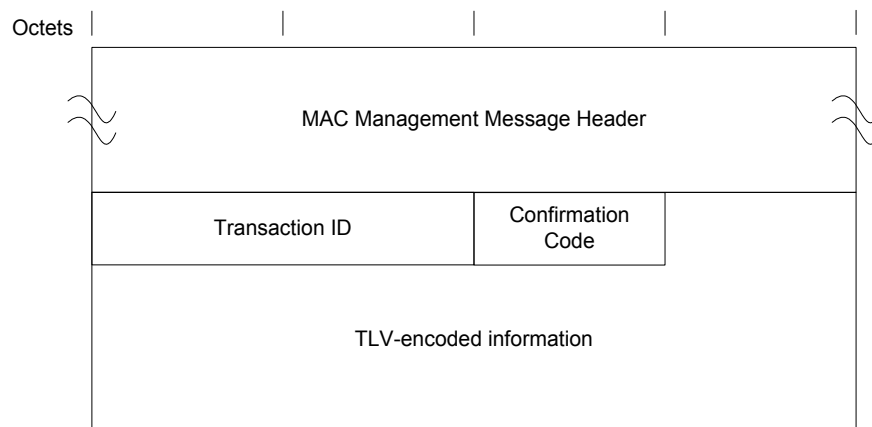 Octets
MAC Management Message Header
Transaction ID
Confirmation
Code
TLV-encoded information